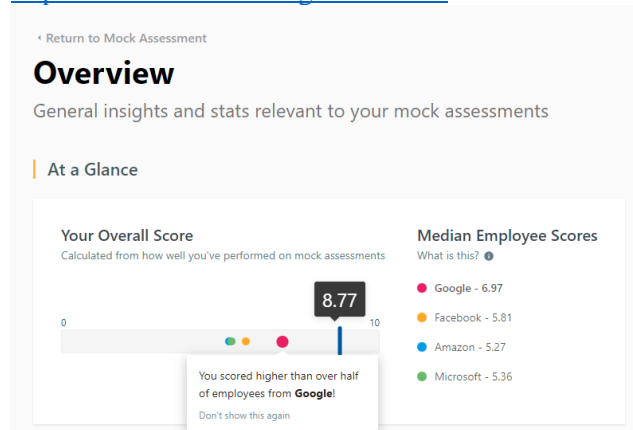 Return to Mock Assessment
Overview
General insights and stats relevant to your mock assessments
At a Glance
Your Overall Score
Calculated from how well you've performed on mock assessments
8.77
0
10
You scored higher than over half
of employees from Google!
Don't show this again
Median Employee Scores
What is this?
Google - 6.97
Facebook - 5.81
Amazon - 5.27
Microsoft - 5.36